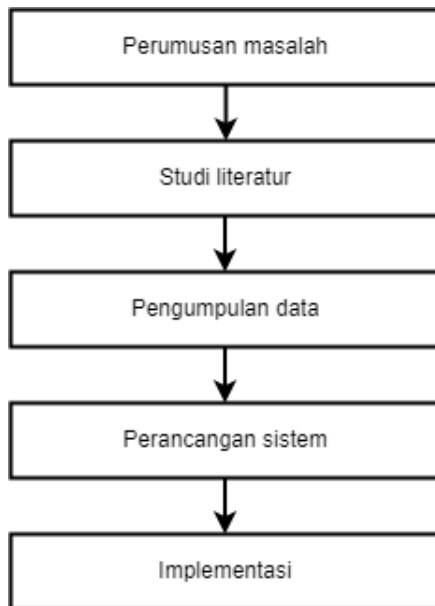 Perumusan masalah
Studi literatur
Pengumpulan data
Perancangan sistem
Implementasi